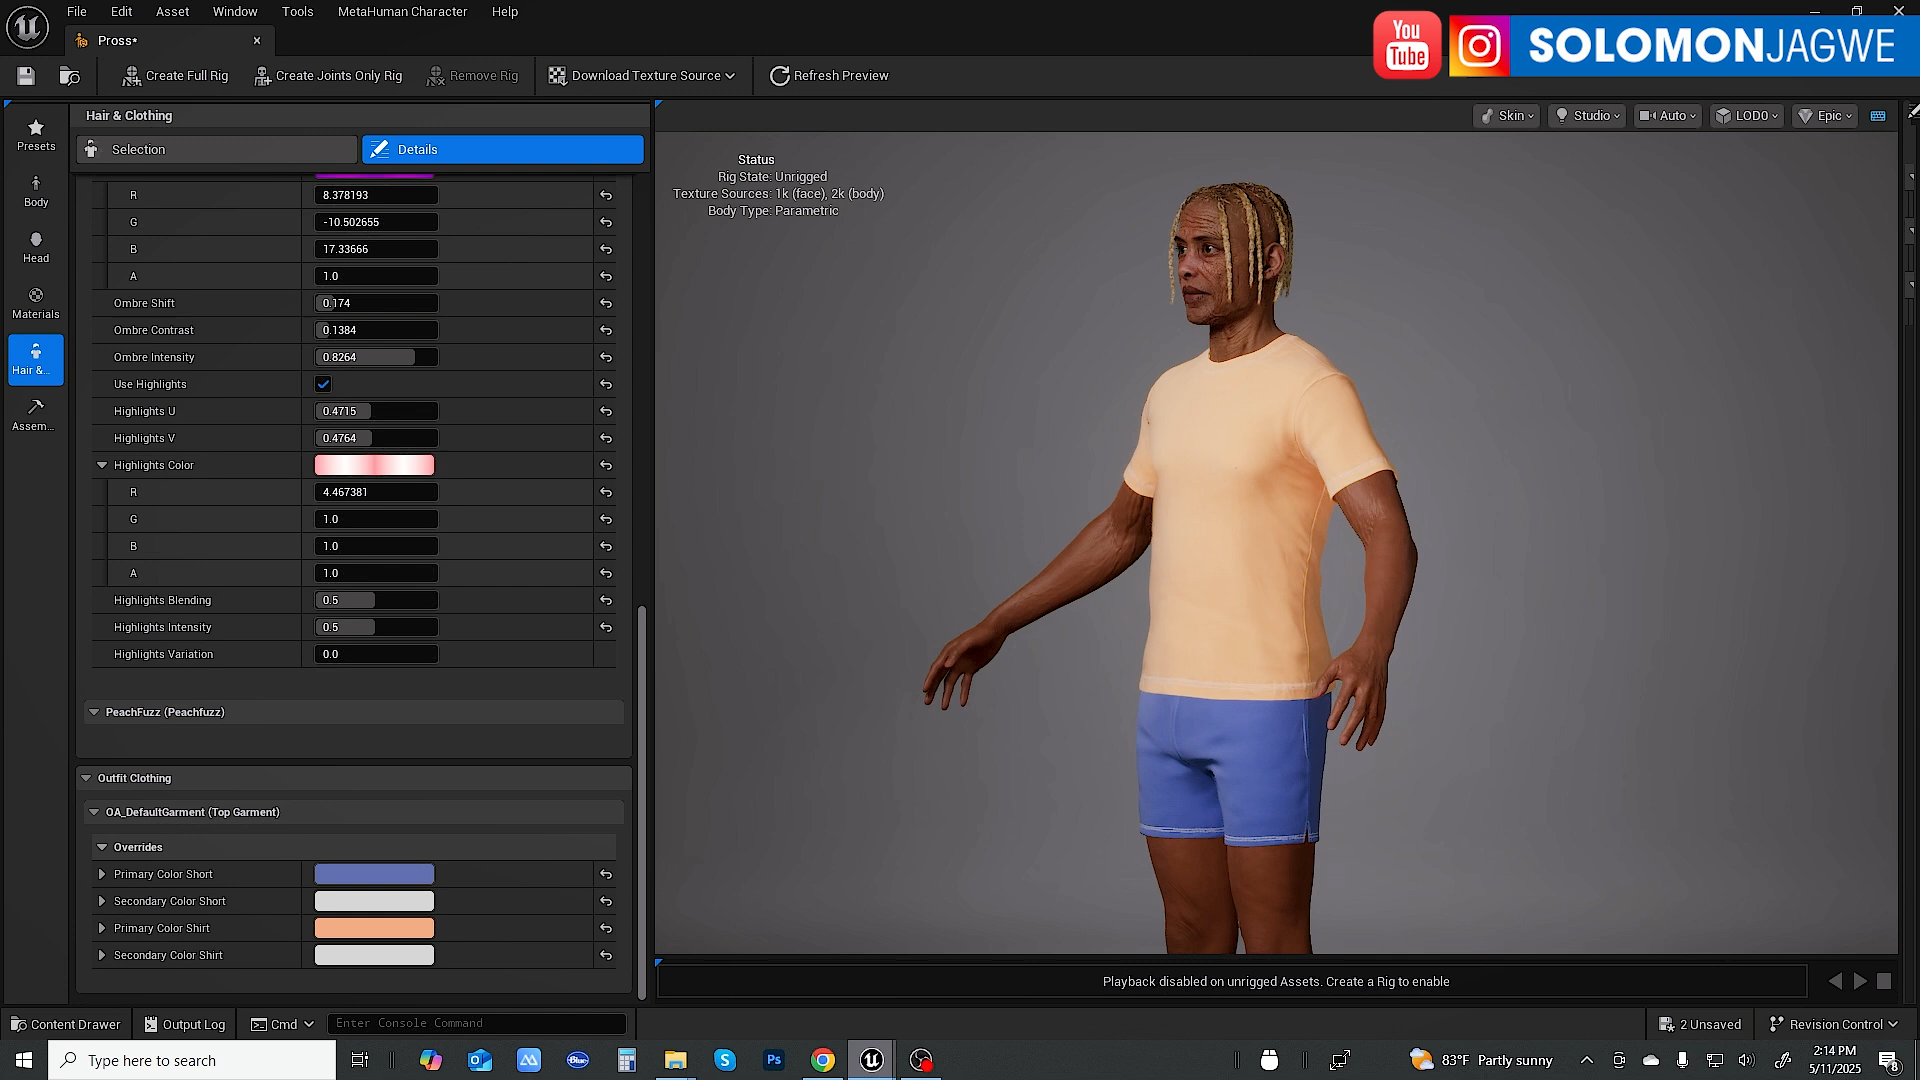 File Edit Asset Window Tools MetaHuman Character Help
Pross*
You Tube
SOLOMONJAGWE
Create Full Rig Create Joints Only Rig Remove Rig Download Texture Source Refresh Preview
Hair & Clothing
Selection Details
Skin Studio Auto LOD0 Epic
Presets
Body
Head
Materials
Hair &...
Assem...
R 8.378193
G -10.502655
B 17.33666
A 1.0
Ombre Shift 0.174
Ombre Contrast 0.1384
Ombre Intensity 0.8264
Use Highlights
Highlights U 0.4715
Highlights V 0.4764
Highlights Color
R 4.467381
G 1.0
B 1.0
A 1.0
Highlights Blending 0.5
Highlights Intensity 0.5
Highlights Variation 0.0
PeachFuzz (Peachfuzz)
Outfit Clothing
OA_DefaultGarment (Top Garment)
Overrides
Primary Color Short
Secondary Color Short
Primary Color Shirt
Secondary Color Shirt
Status
Rig State: Unrigged
Texture Sources: 1k (face), 2k (body)
Body Type: Parametric
Playback disabled on unrigged Assets. Create a Rig to enable
Content Drawer Output Log Cmd Enter Console Command 2 Unsaved Revision Control
Type here to search
Blue
S
Ps
83°F Partly sunny
2:14 PM
5/11/2025
8